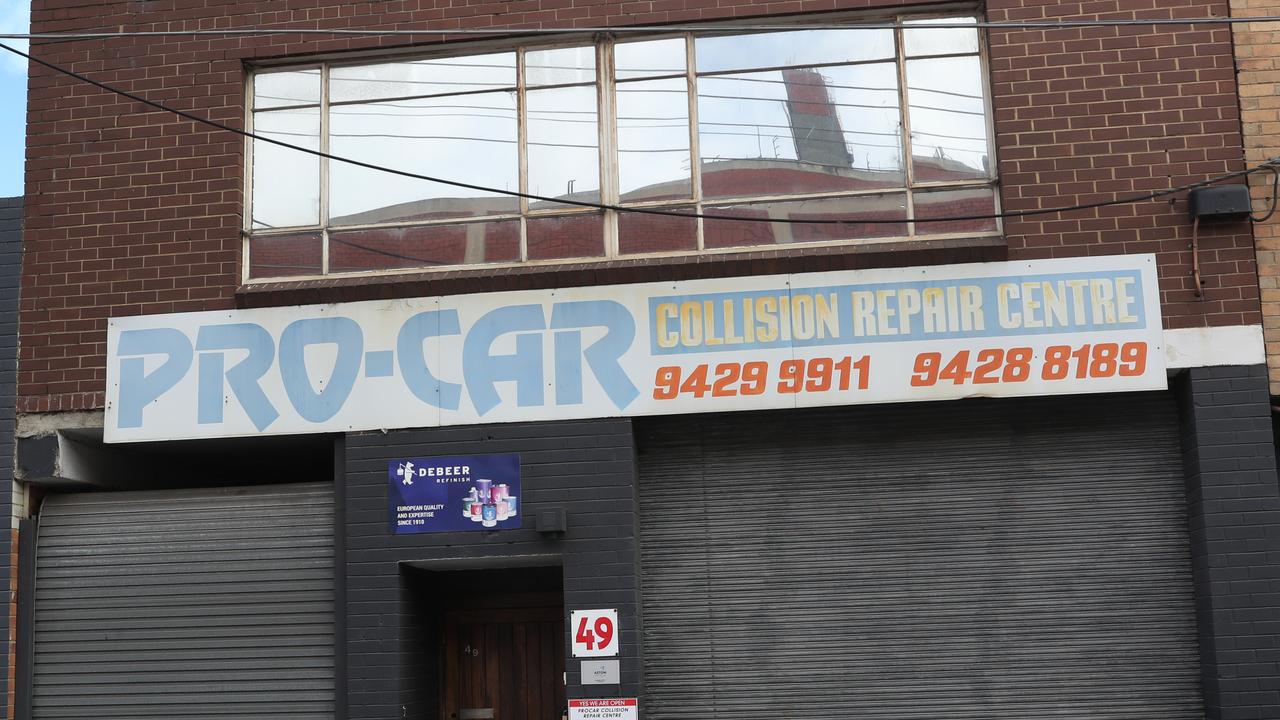 PRO-CAR
COLLISION REPAIR CENTRE
9429 9911 9428 8189
DEBEER
REFINISH
EUROPEAN QUALITY
AND EXPERTISE
SINCE 1910
49
49
YES WE ARE OPEN
PROCAR COLLISION
REPAIR CENTRE